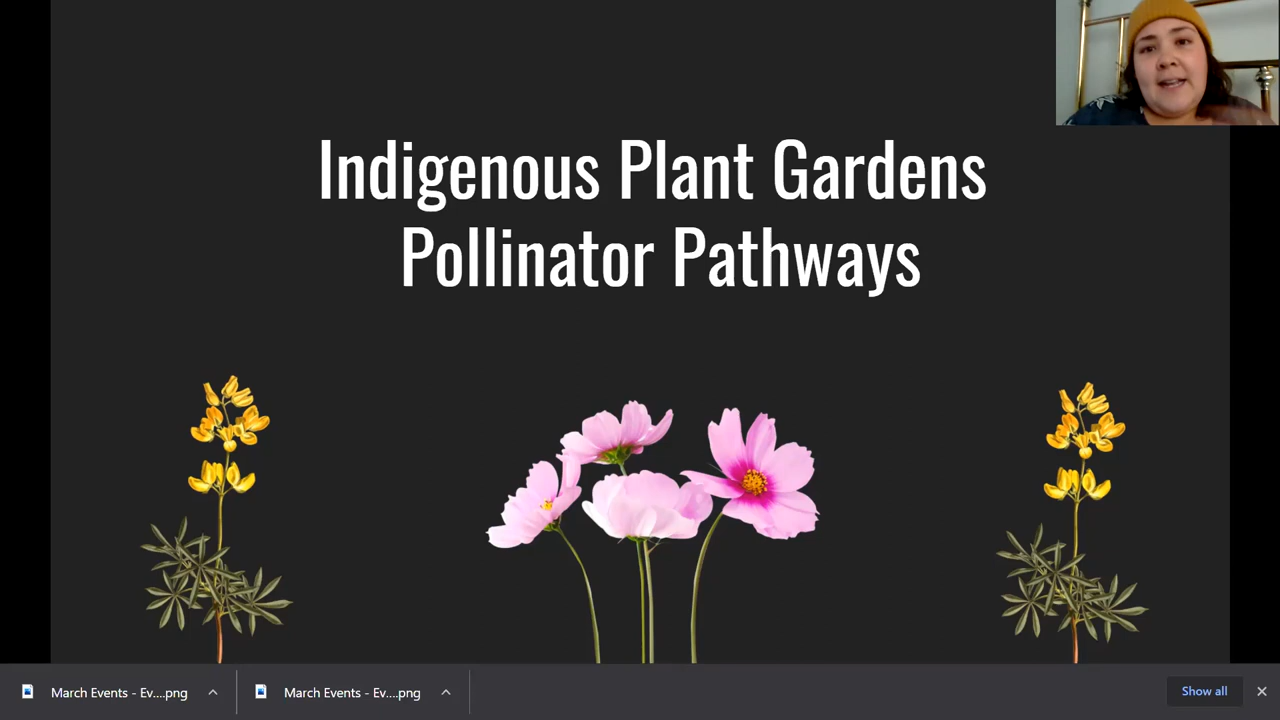 Indigenous Plant Gardens
Pollinator Pathways
March Events - Ev....png
March Events - Ev....png
Show all